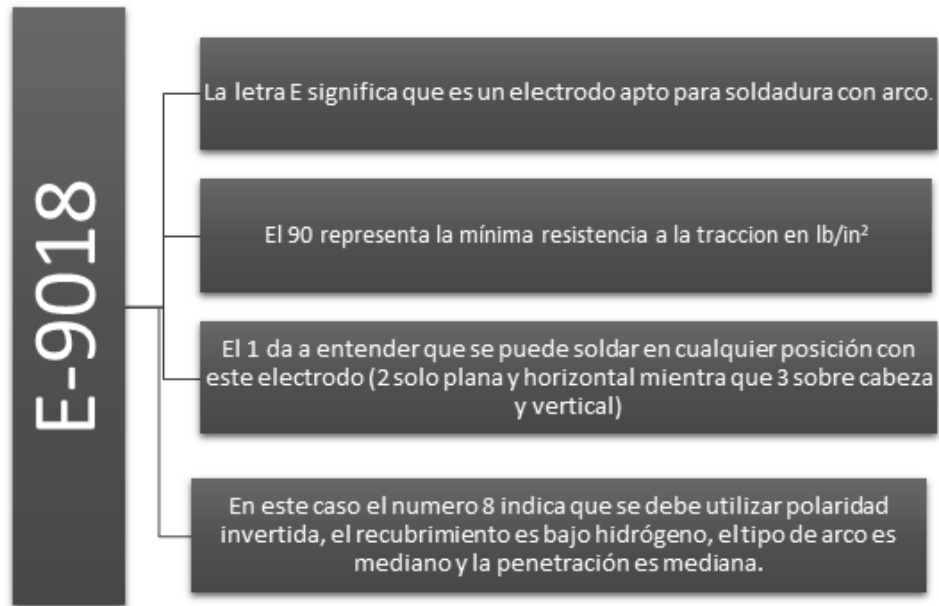 E-9018
La letra E significa que es un electrodo apto para soldadura con arco.
El 90 representa la mínima resistencia a la traccion en lb/in²
El 1 da a entender que se puede soldar en cualquier posición con
este electrodo (2 solo plana y horizontal mientra que 3 sobre cabeza
y vertical)
En este caso el numero 8 indica que se debe utilizar polaridad
invertida, el recubrimiento es bajo hidrógeno, el tipo de arco es
mediano y la penetración es mediana.